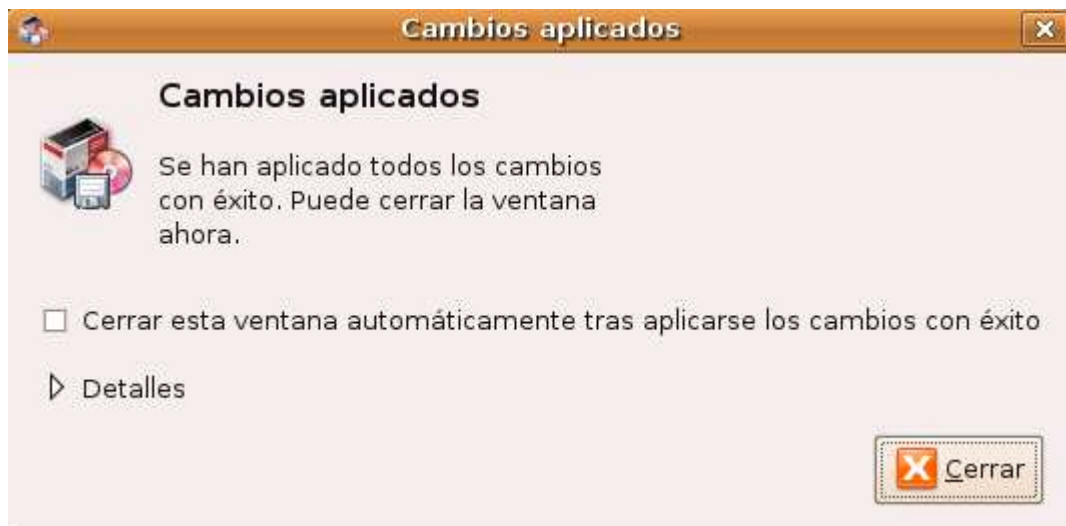 Cambios aplicados
Cambios aplicados
Se han aplicado todos los cambios
con éxito. Puede cerrar la ventana
ahora.
Cerrar esta ventana automáticamente tras aplicarse los cambios con éxito
Detalles
Cerrar